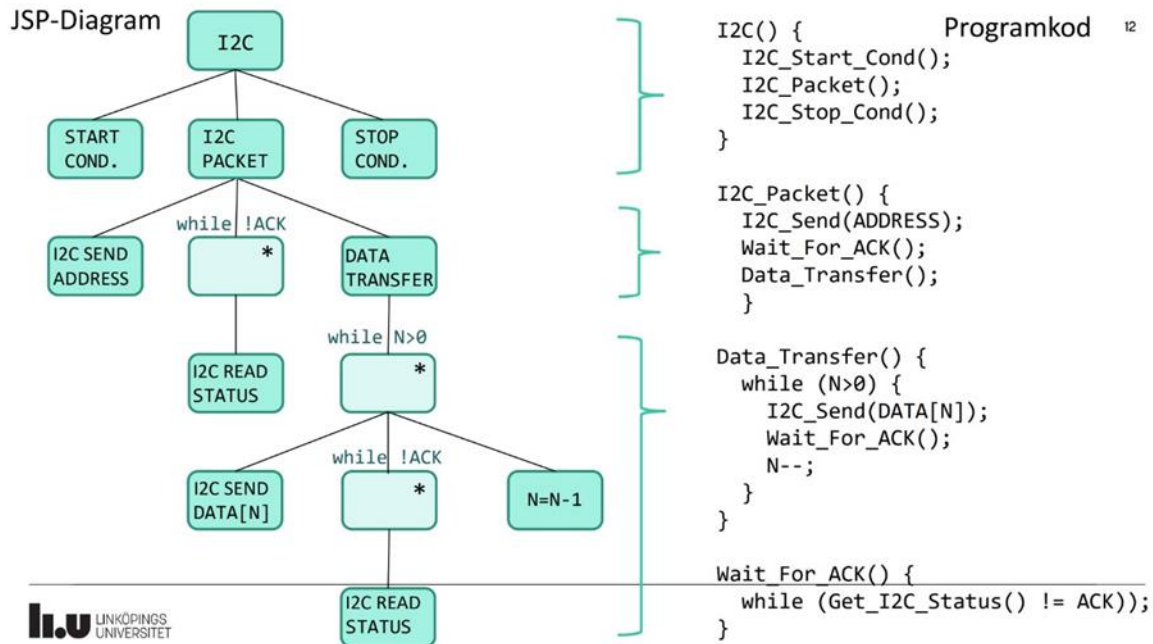 JSP-Diagram
I2C
START
COND.
I2C
PACKET
STOP
COND.
while !ACK
I2C SEND
ADDRESS
*
DATA
TRANSFER
while N>0
I2C READ
STATUS
*
while !ACK
I2C SEND
DATA[N]
*
N=N-1
I2C READ
STATUS
Programkod
12
I2C() {
I2C_Start_Cond();
I2C_Packet();
I2C_Stop_Cond();
}
I2C_Packet() {
I2C_Send(ADDRESS);
Wait_For_ACK();
Data_Transfer();
}
Data_Transfer() {
while (N>0) {
I2C_Send(DATA[N]);
Wait_For_ACK();
N--;
}
}
Wait_For_ACK() {
while (Get_I2C_Status() != ACK));
}
li.u LINKÖPINGS
UNIVERSITET